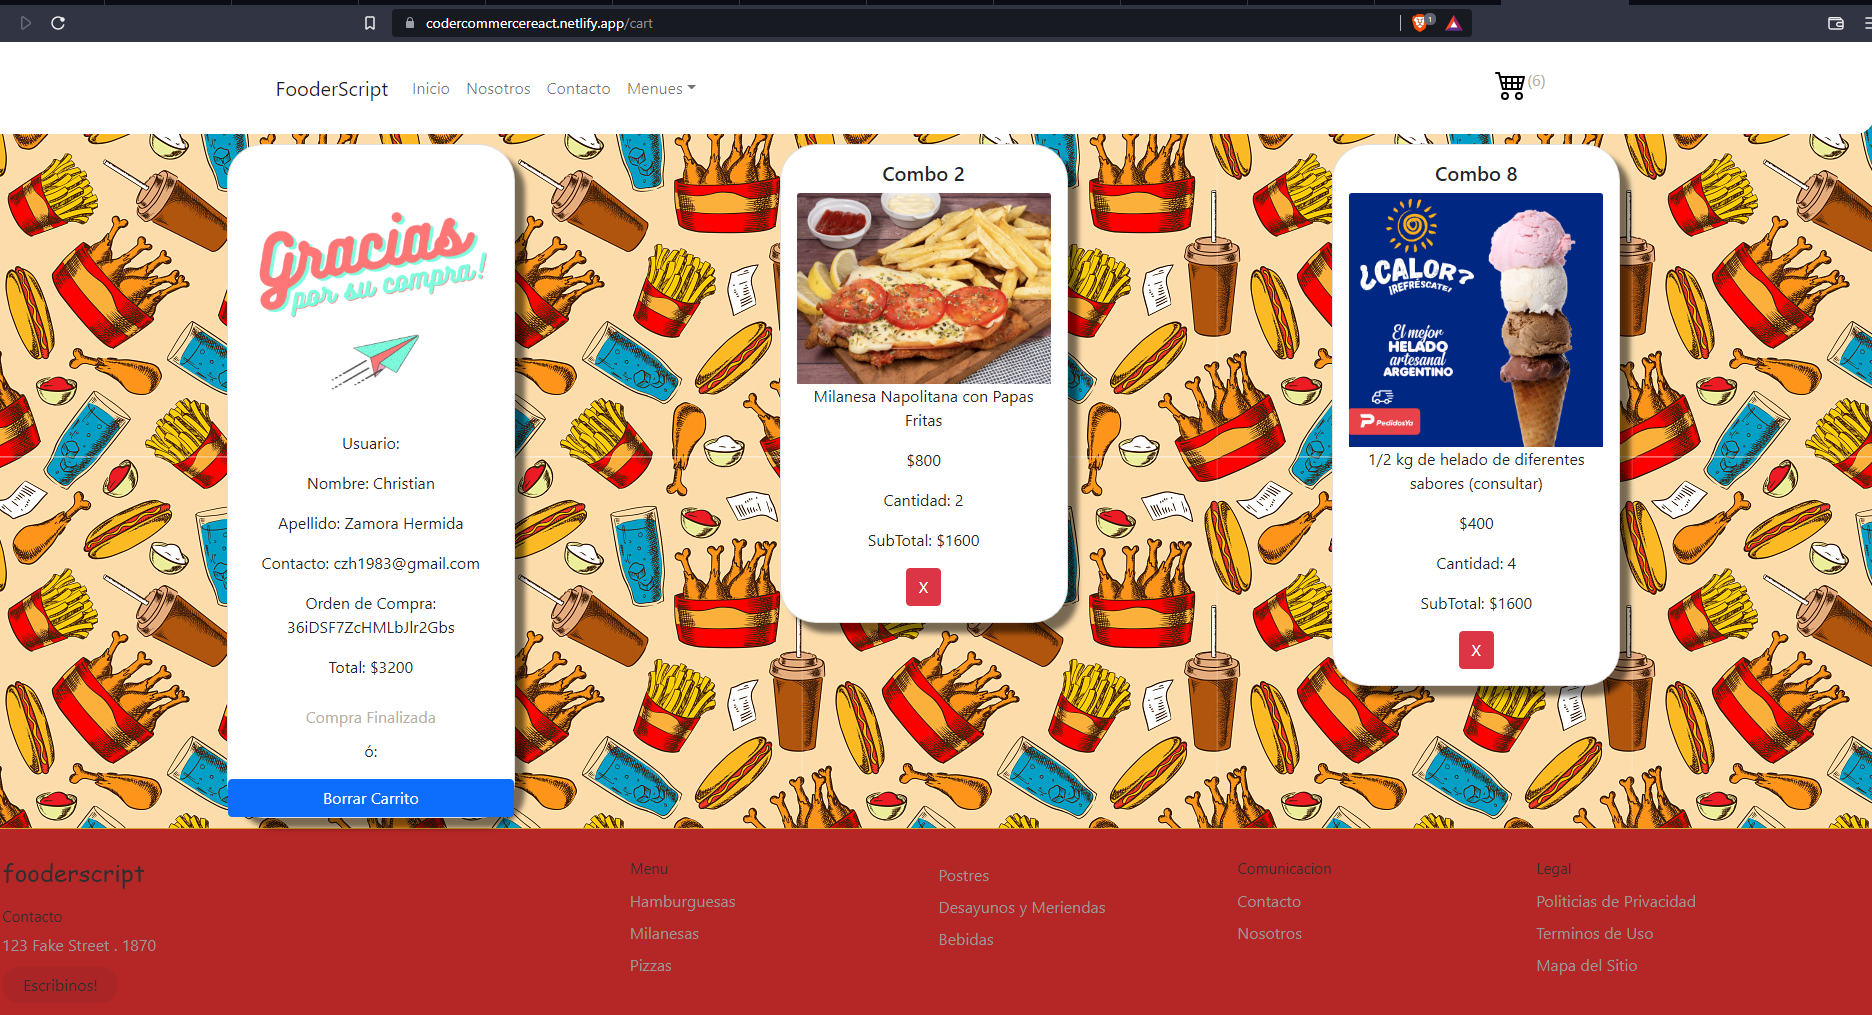 codercommercereact.netlify.app/cart
1
FooderScript
Inicio
Nosotros
Contacto
Menues
(6)
Gracias
por su compra!
Usuario:
Nombre: Christian
Apellido: Zamora Hermida
Contacto: czh1983@gmail.com
Orden de Compra:
36iDSF7ZcHMLbJlr2Gbs
Total: $3200
Compra Finalizada
ó:
Borrar Carrito
Combo 2
Milanesa Napolitana con Papas
Fritas
$800
Cantidad: 2
SubTotal: $1600
X
Combo 8
¿CALOR?
¡REFRESCATE!
El mejor
HELADO
artesanal
ARGENTINO
PedidosYa
1/2 kg de helado de diferentes
sabores (consultar)
$400
Cantidad: 4
SubTotal: $1600
X
fooderscript
Contacto
123 Fake Street . 1870
Escribinos!
Menu
Hamburguesas
Milanesas
Pizzas
Postres
Desayunos y Meriendas
Bebidas
Comunicacion
Contacto
Nosotros
Legal
Politicias de Privacidad
Terminos de Uso
Mapa del Sitio